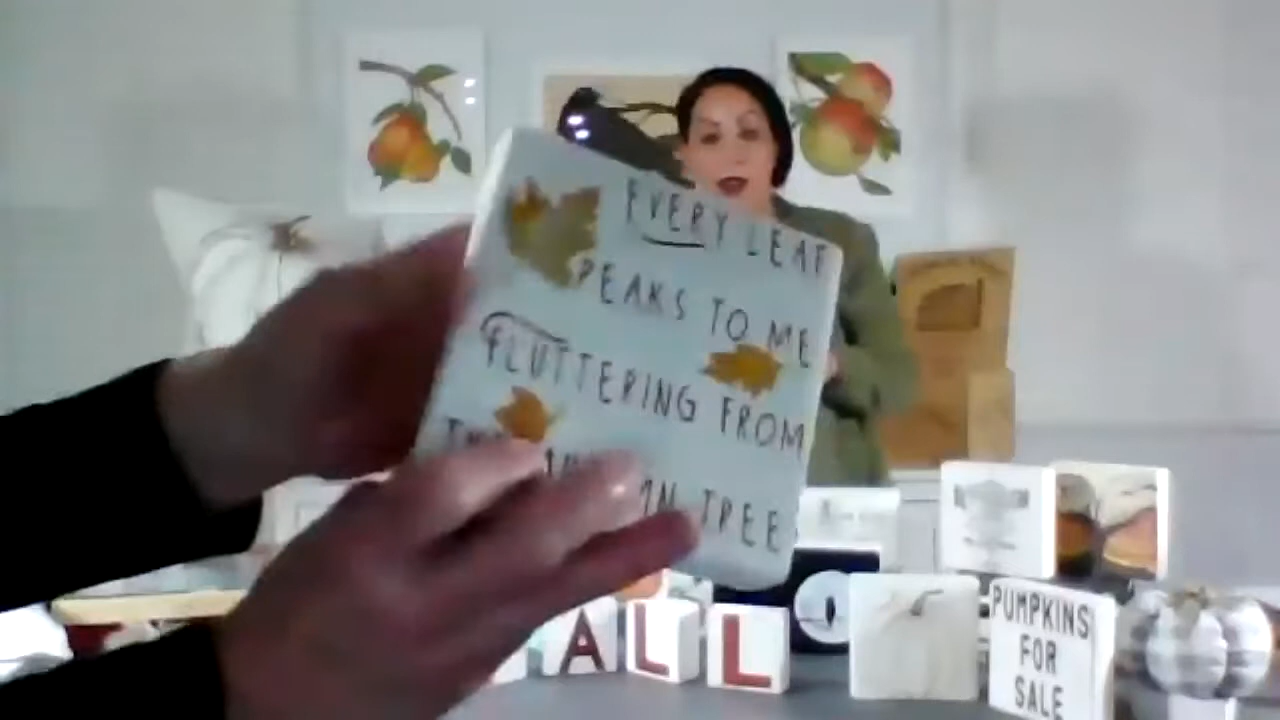 EVERY LEAF
PEAKS TO ME
FLUTTERING FROM
TREE
ALL
PUMPKINS
FOR
SALE